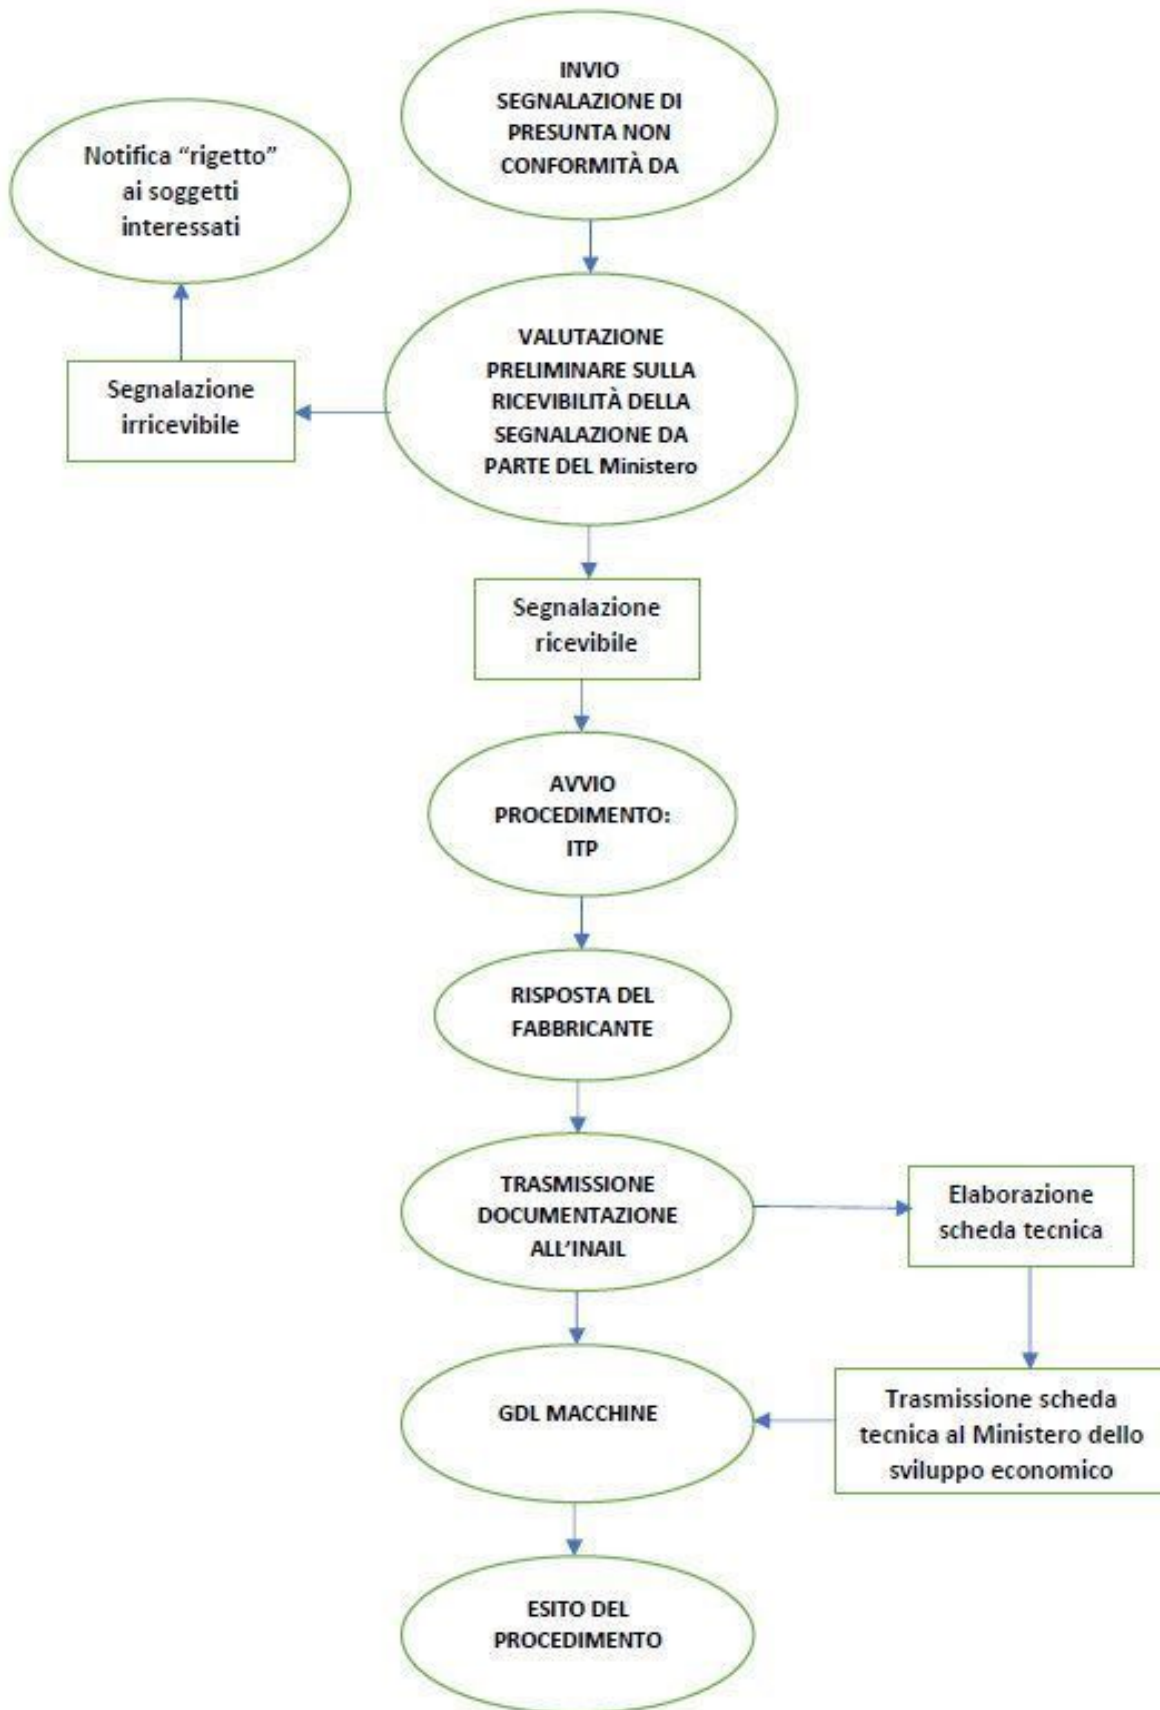 INVIO
SEGNALAZIONE DI
PRESUNTA NON
CONFORMITÀ DA
Notifica “rigetto”
ai soggetti
interessati
VALUTAZIONE
PRELIMINARE SULLA
RICEVIBILITÀ DELLA
SEGNALAZIONE DA
PARTE DEL Ministero
Segnalazione
irricevibile
Segnalazione
ricevibile
AVVIO
PROCEDIMENTO:
ITP
RISPOSTA DEL
FABBRICANTE
TRASMISSIONE
DOCUMENTAZIONE
ALL’INAIL
Elaborazione
scheda tecnica
Trasmissione scheda
tecnica al Ministero dello
sviluppo economico
GDL MACCHINE
ESITO DEL
PROCEDIMENTO